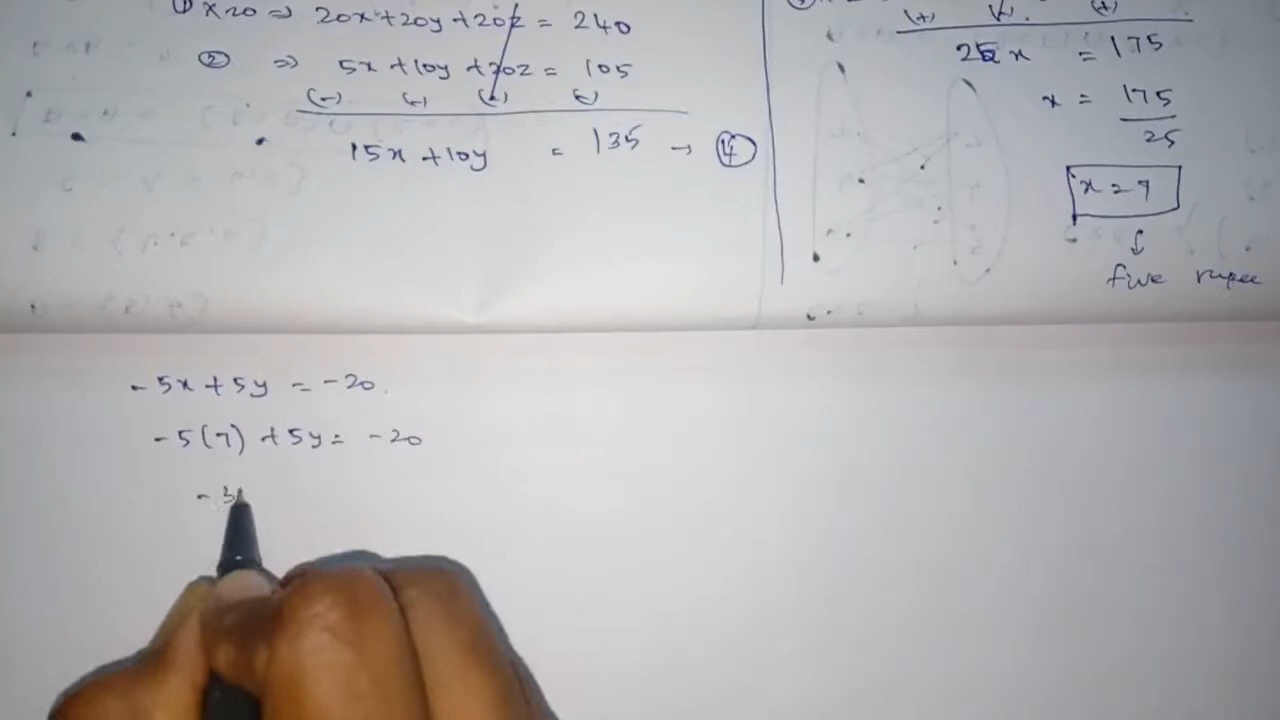 ① x20 ⇒ 20x+20y+20z = 240
② ⇒ 5x+10y+20z = 105
(-) (-) (-) (-)
15x+10y = 135 → ④
(+) (-) (+)
25x = 175
x = 175
25
x = 7
↓
five rupee
-5x+5y = -20.
-5(7)+5y = -20
-3